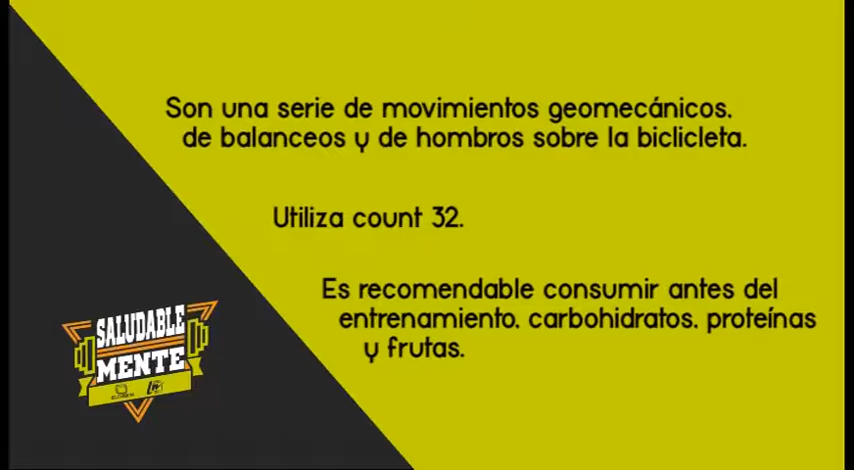 Son una serie de movimientos geomecánicos,
de balanceos y de hombros sobre la biclicleta.
Utiliza count 32.
Es recomendable consumir antes del
entrenamiento, carbohidratos, proteínas
y frutas.
SALUDABLE
MENTE